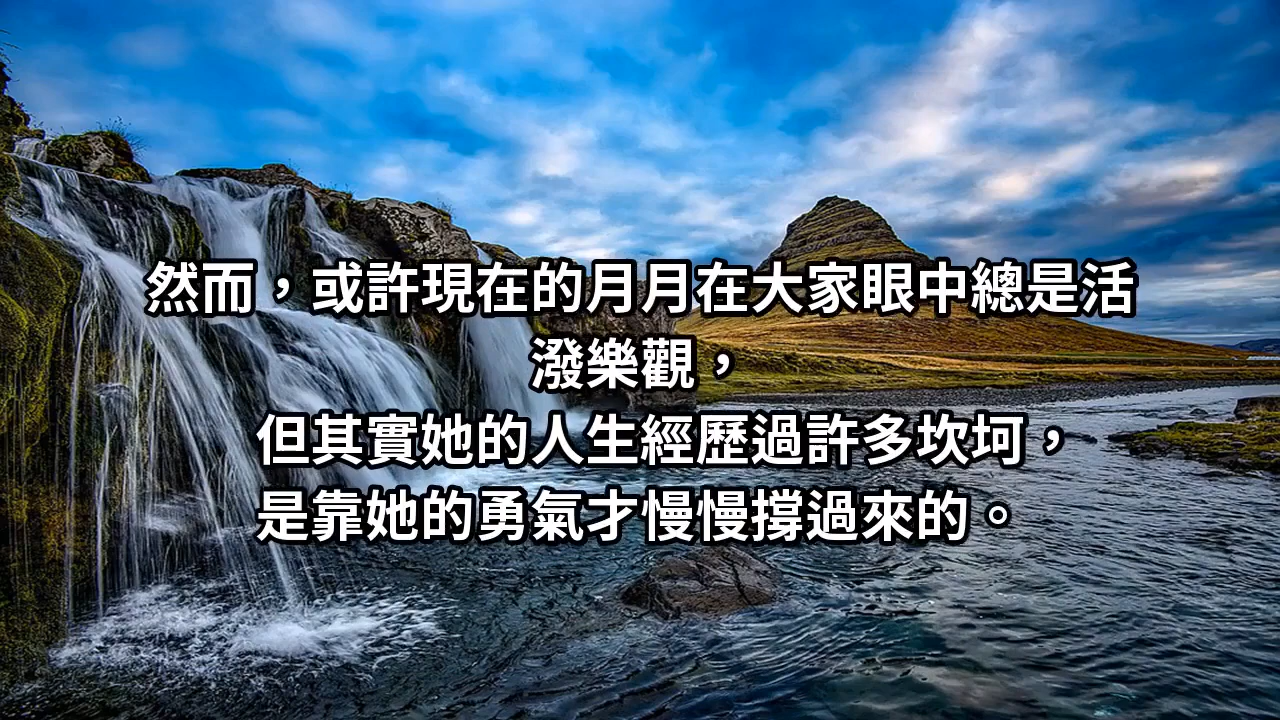 然而，或許現在的月月在大家眼中總是活
潑樂觀，
但其實她的人生經歷過許多坎坷，
是靠她的勇氣才慢慢撐過來的。